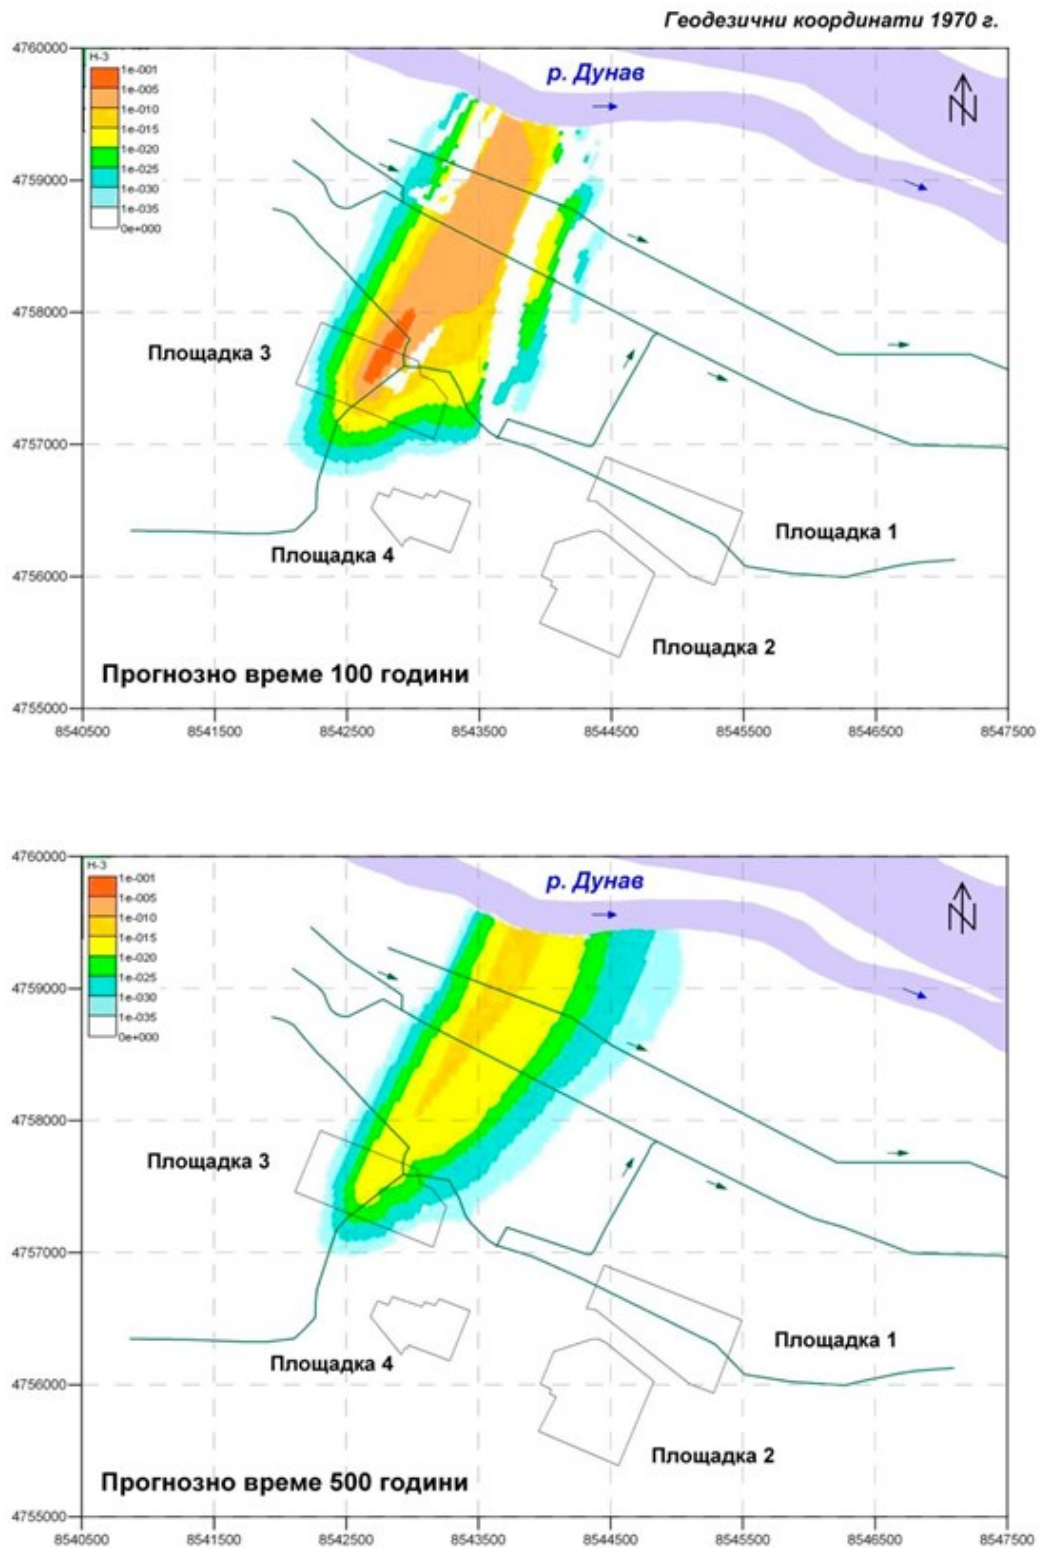 Геодезични координати 1970 г.
4760000
H-3
1e-001
1e-005
1e-010
1e-015
1e-020
1e-025
1e-030
1e-035
0e+000
р. Дунав
N
4759000
4758000
Площадка 3
4757000
Площадка 1
Площадка 4
4756000
Площадка 2
Прогнозно време 100 години
4755000
8540500 8541500 8542500 8543500 8544500 8545500 8546500 8547500
4760000
H-3
1e-001
1e-005
1e-010
1e-015
1e-020
1e-025
1e-030
1e-035
0e+000
р. Дунав
N
4759000
4758000
Площадка 3
4757000
Площадка 1
Площадка 4
4756000
Площадка 2
Прогнозно време 500 години
4755000
8540500 8541500 8542500 8543500 8544500 8545500 8546500 8547500